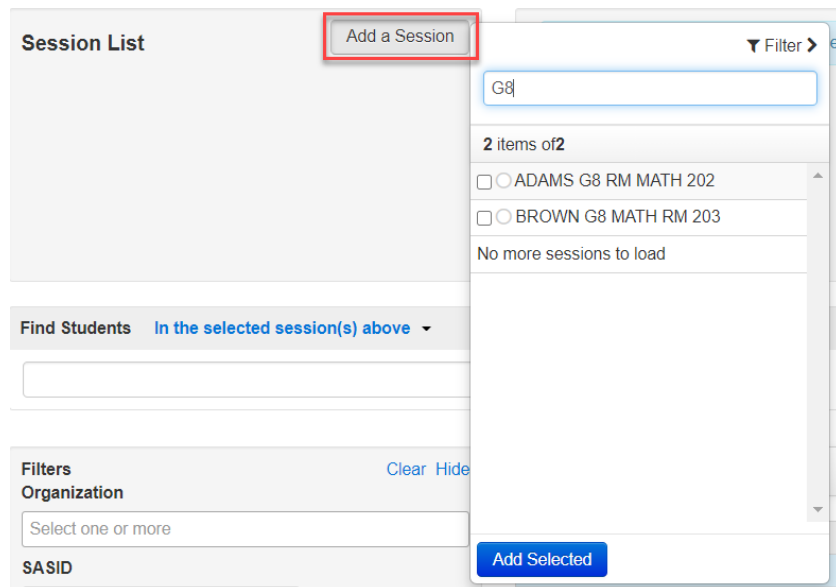 Session List
Add a Session
Filter
G8
2 items of2
ADAMS G8 RM MATH 202
BROWN G8 MATH RM 203
No more sessions to load
Add Selected
Find Students In the selected session(s) above
Filters
Clear Hide
Organization
Select one or more
SASID